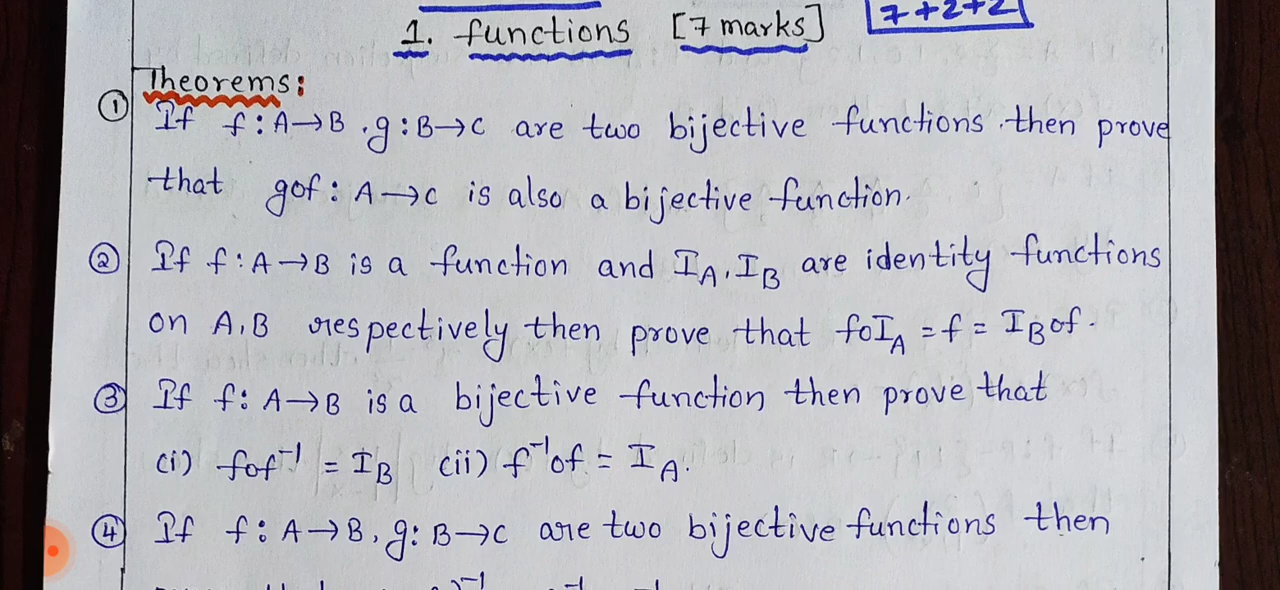 1. functions [7 marks] 7+2+2
Theorems:
① If f:A→B, g:B→C are two bijective functions then prove
that gof: A→C is also a bijective function.
② If f:A→B is a function and I_A, I_B are identity functions
on A,B respectively then prove that foI_A = f = I_Bof.
③ If f: A→B is a bijective function then prove that
(i) fof⁻¹ = I_B (ii) f⁻¹of = I_A.
④ If f: A→B, g: B→C are two bijective functions then